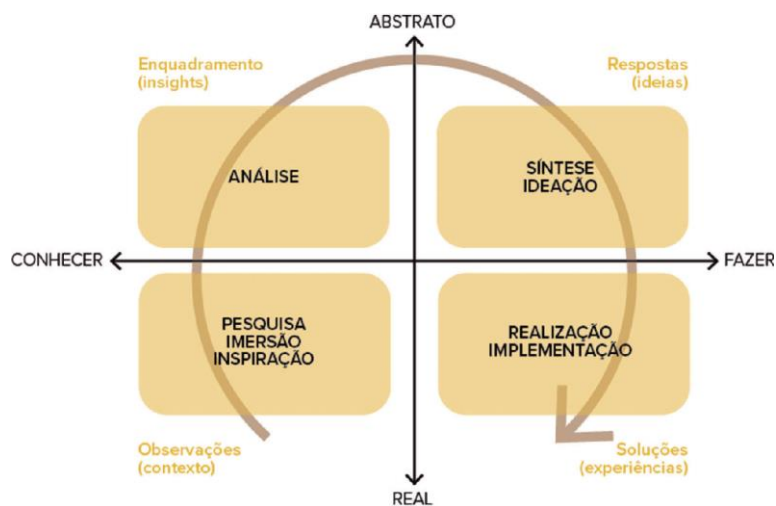 ABSTRATO
Enquadramento
(insights)
Respostas
(ideias)
ANÁLISE
SÍNTESE
IDEAÇÃO
CONHECER
FAZER
PESQUISA
IMERSÃO
INSPIRAÇÃO
REALIZAÇÃO
IMPLEMENTAÇÃO
Observações
(contexto)
Soluções
(experiências)
REAL